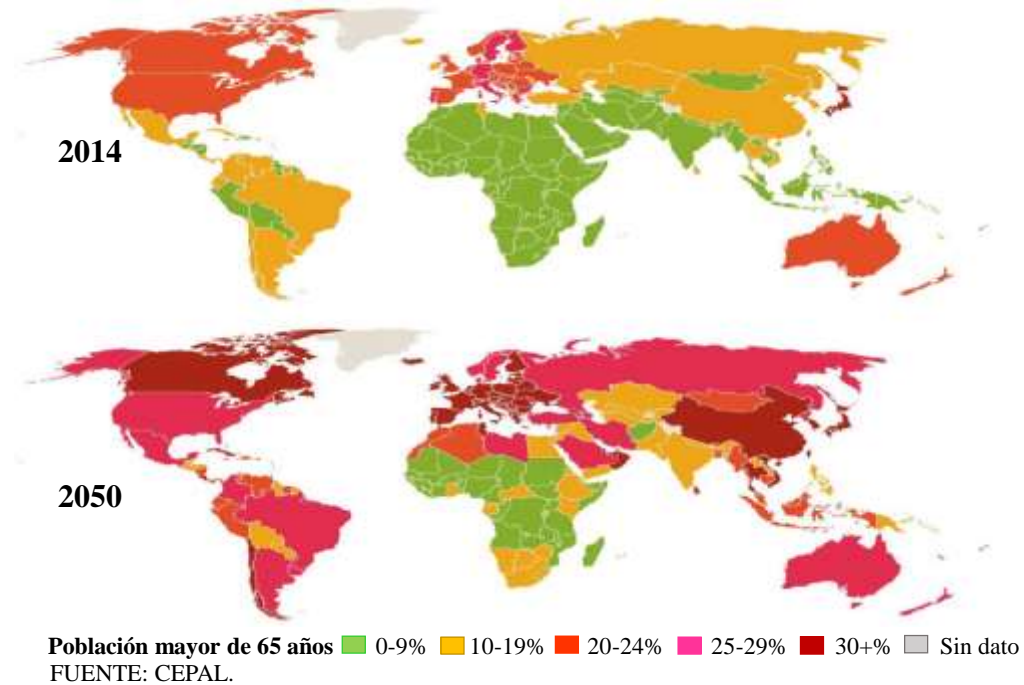 2014
2050
Población mayor de 65 años 0-9% 10-19% 20-24% 25-29% 30+% Sin dato
FUENTE: CEPAL.